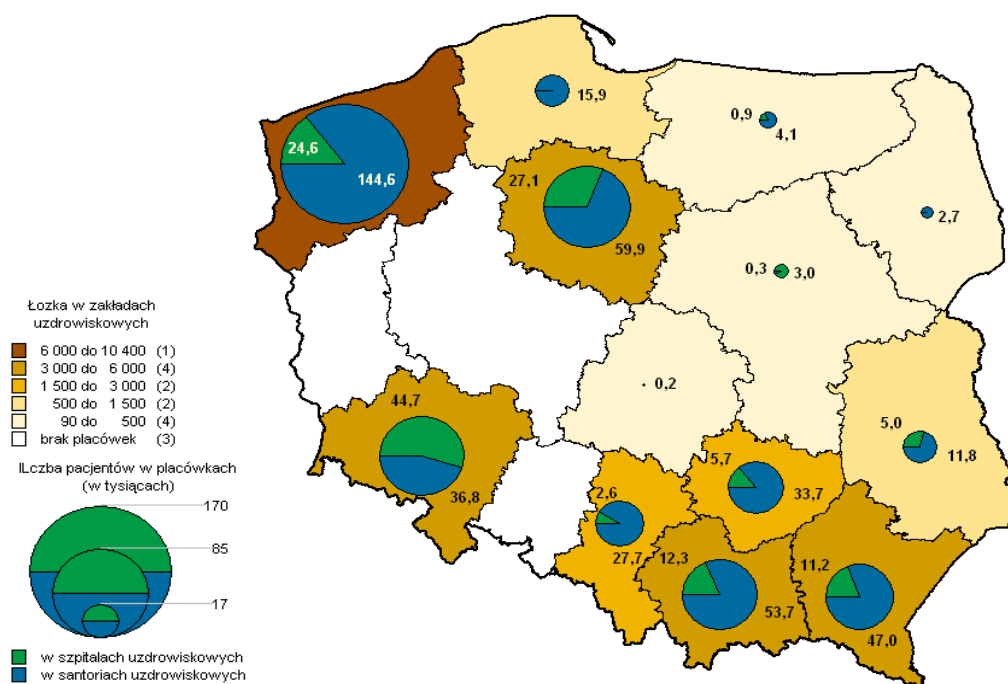 15,9
0,9
4,1
24,6
144,6
27,1
59,9
2,7
0,3
3,0
Łozka w zakładach
uzdrowiskowych
6 000 do 10 400 (1)
3 000 do 6 000 (4)
1 500 do 3 000 (2)
500 do 1 500 (2)
90 do 500 (4)
brak placówek (3)
0,2
44,7
36,8
5,0
11,8
5,7
33,7
2,6
27,7
12,3
53,7
11,2
47,0
ILczba pacjentów w placówkach
(w tysiącach)
170
85
17
w szpitalach uzdrowiskowych
w santoriach uzdrowiskowych